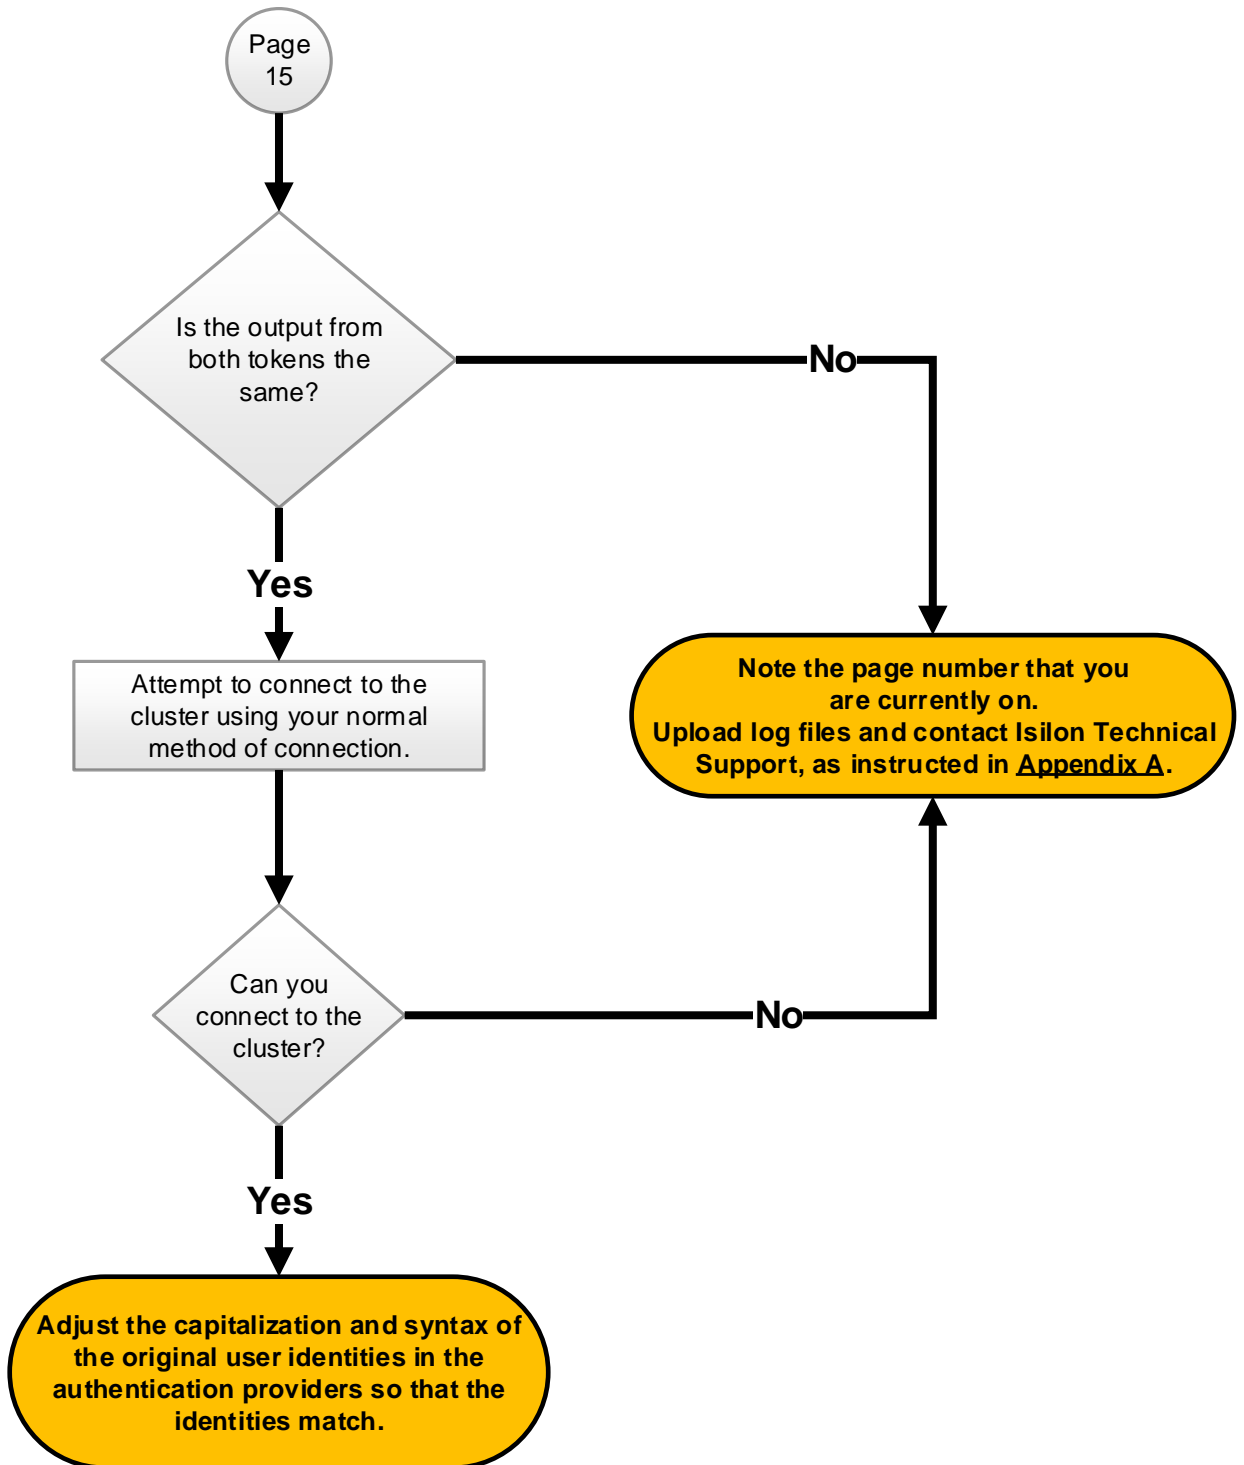 Page
15
Is the output from
both tokens the
same?
No
Yes
Attempt to connect to the
cluster using your normal
method of connection.
Note the page number that you
are currently on.
Upload log files and contact Isilon Technical
Support, as instructed in Appendix A.
Can you
connect to the
cluster?
No
Yes
Adjust the capitalization and syntax of
the original user identities in the
authentication providers so that the
identities match.